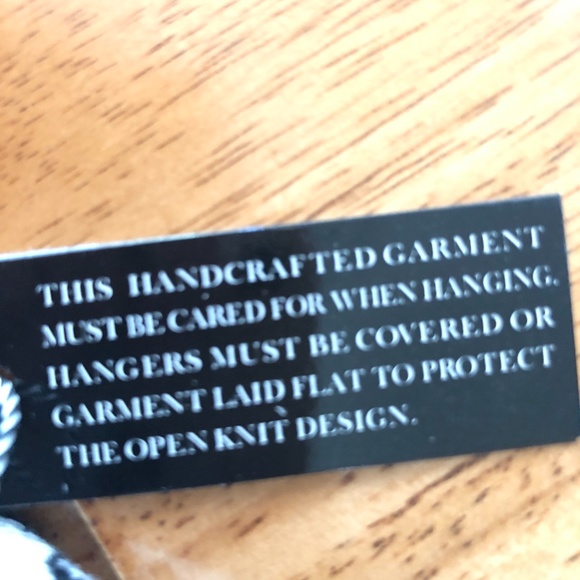 THIS HANDCRAFTED GARMENT
MUST BE CARED FOR WHEN HANGING.
HANGERS MUST BE COVERED OR
GARMENT LAID FLAT TO PROTECT
THE OPEN KNIT DESIGN.